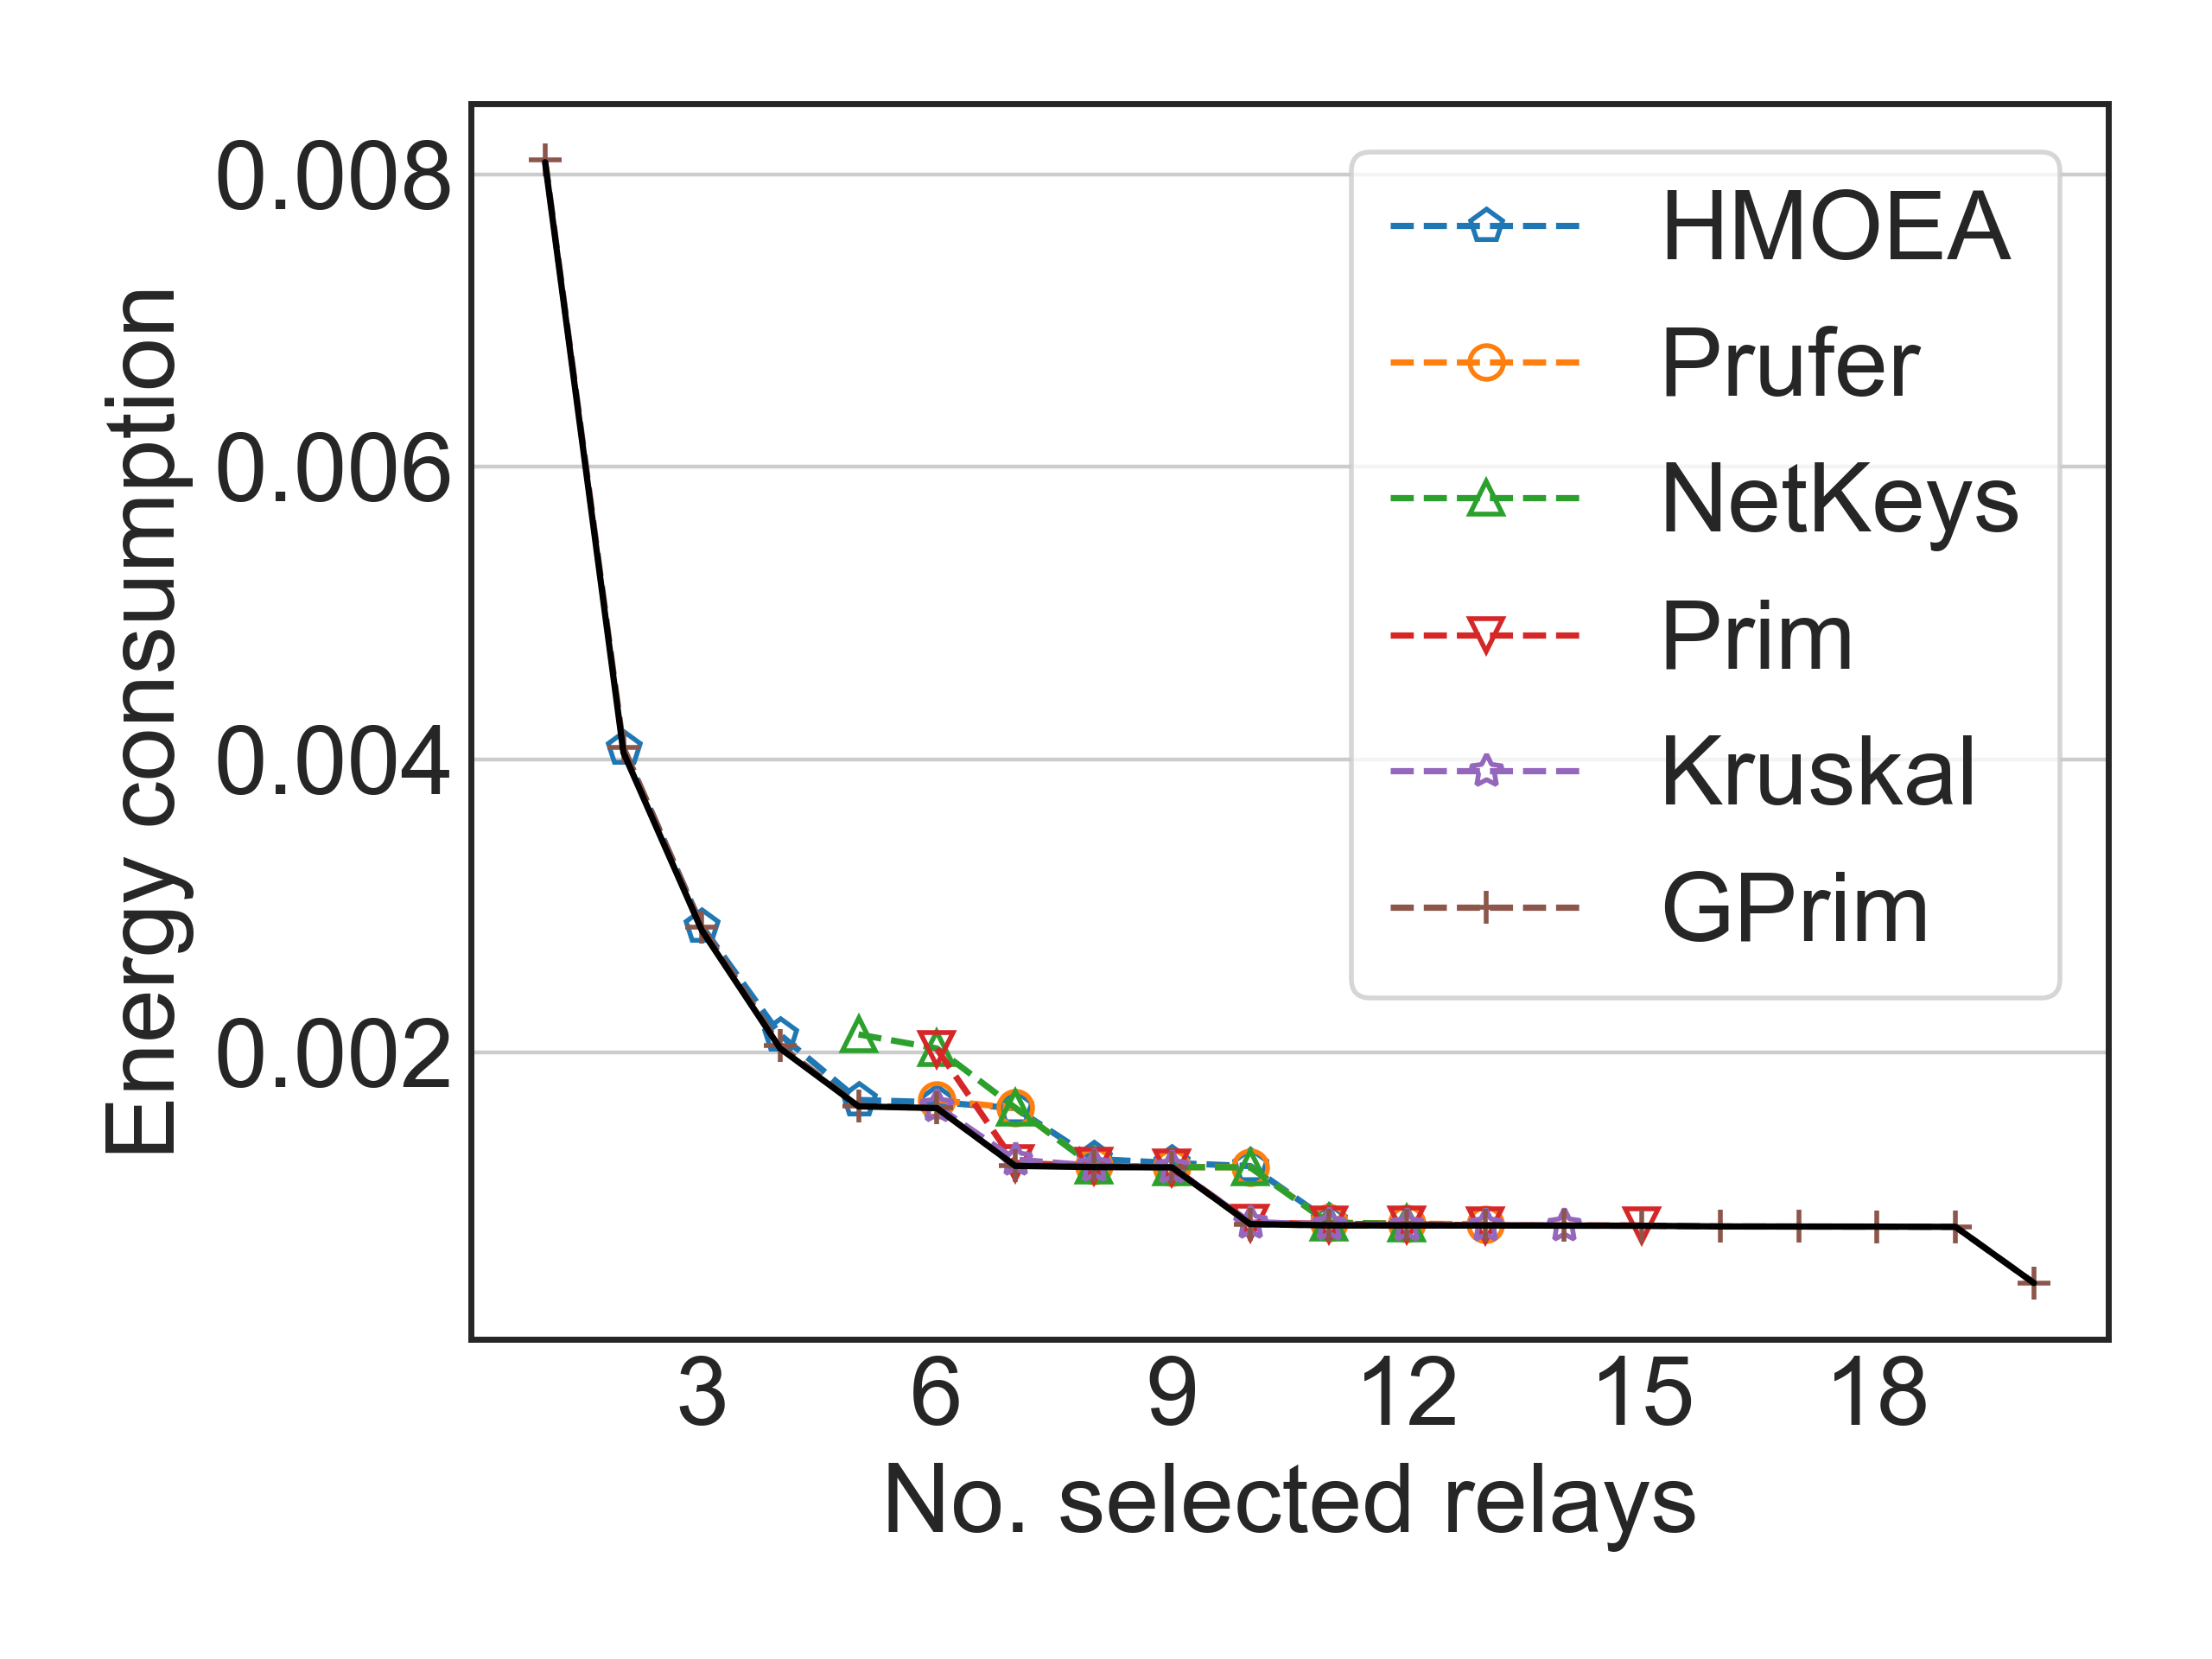 Energy consumption
0.008
0.006
0.004
0.002
HMOEA
Prufer
NetKeys
Prim
Kruskal
GPrim
3 6 9 12 15 18
No. selected relays